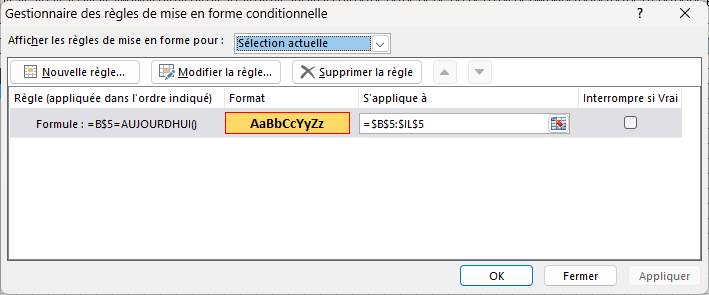 Gestionnaire des règles de mise en forme conditionnelle
Afficher les règles de mise en forme pour : Sélection actuelle
Nouvelle règle... Modifier la règle... Supprimer la règle
Règle (appliquée dans l'ordre indiqué) Format S'applique à Interrompre si Vrai
Formule : =B$5=AUJOURDHUI() AaBbCcYyZz =$B$5:$IL$5
OK Fermer Appliquer